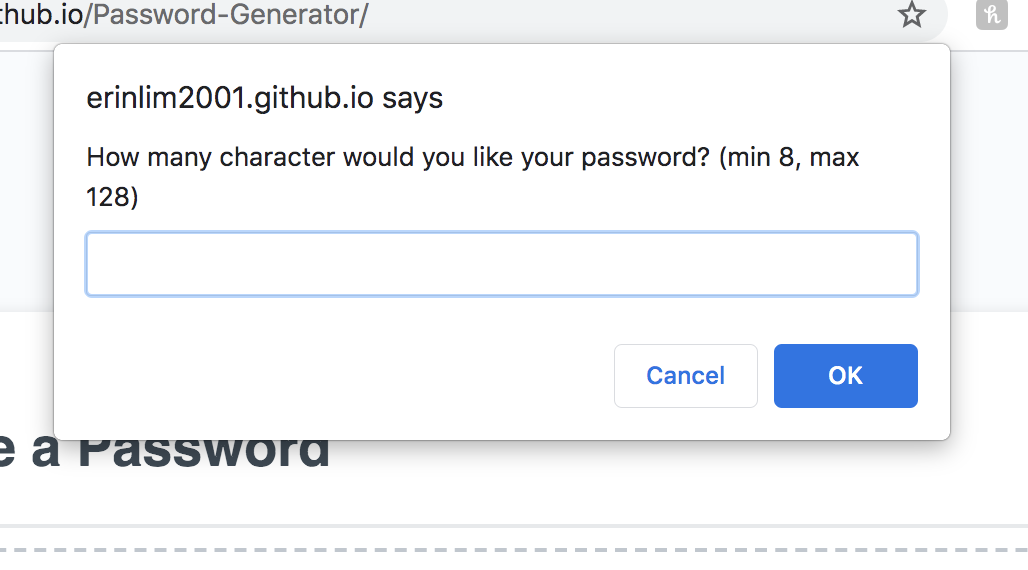 thub.io/Password-Generator/
erinlim2001.github.io says
How many character would you like your password? (min 8, max
128)
Cancel
OK
e a Password